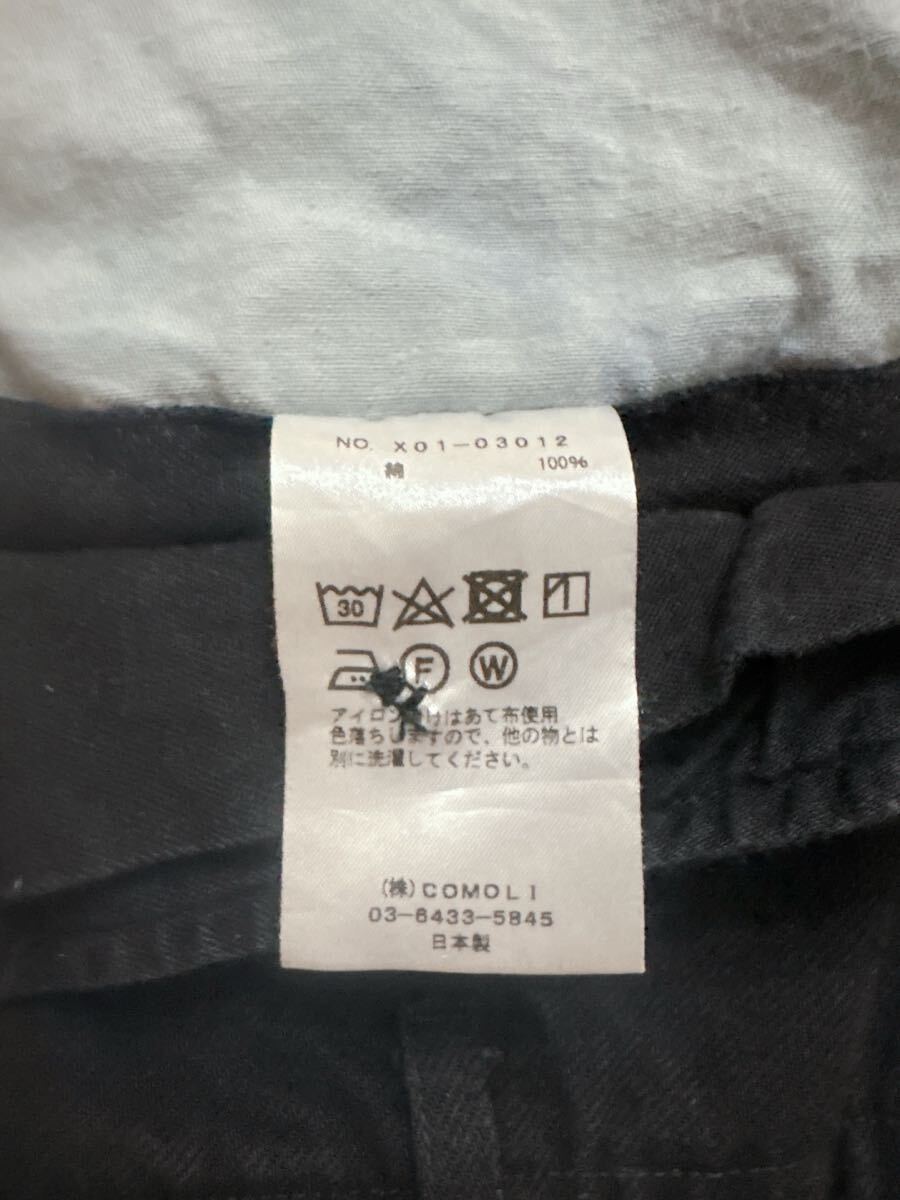 NO. X01-03012
綿 100%
30
F W
アイロン掛けはあて布使用
色落ちしますので、他の物とは
別に洗濯してください。
(株)COMOLI
03-6433-5845
日本製